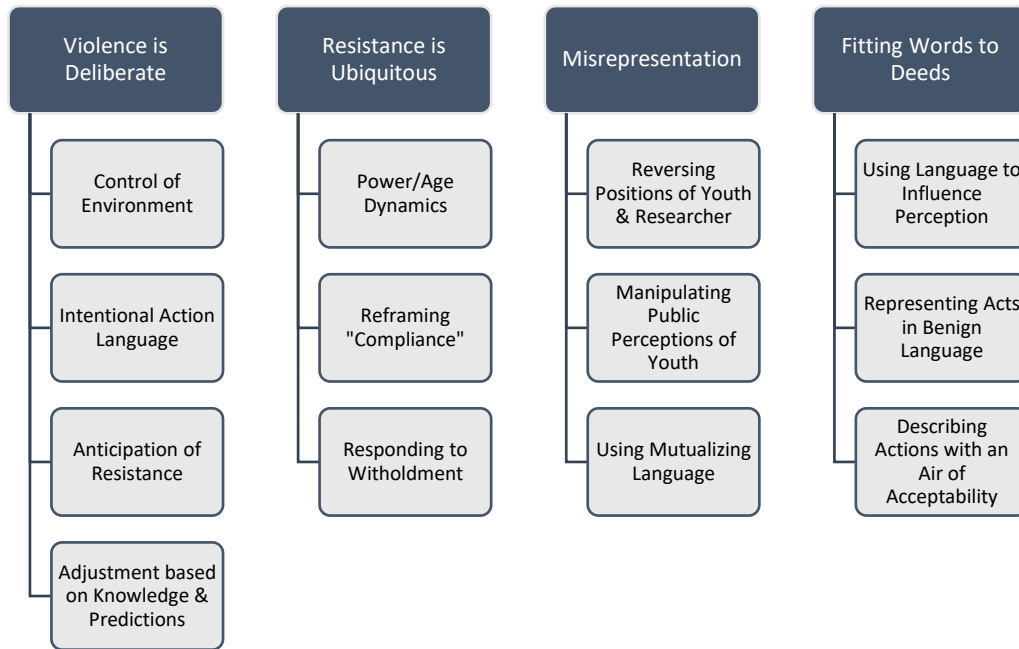 Violence is
Deliberate
Control of
Environment
Intentional Action
Language
Anticipation of
Resistance
Adjustment based
on Knowledge &
Predictions
Resistance is
Ubiquitous
Power/Age
Dynamics
Reframing
"Compliance"
Responding to
Witholdment
Misrepresentation
Reversing
Positions of Youth
& Researcher
Manipulating
Public
Perceptions of
Youth
Using Mutualizing
Language
Fitting Words to
Deeds
Using Language to
Influence
Perception
Representing Acts
in Benign
Language
Describing
Actions with an
Air of
Acceptability